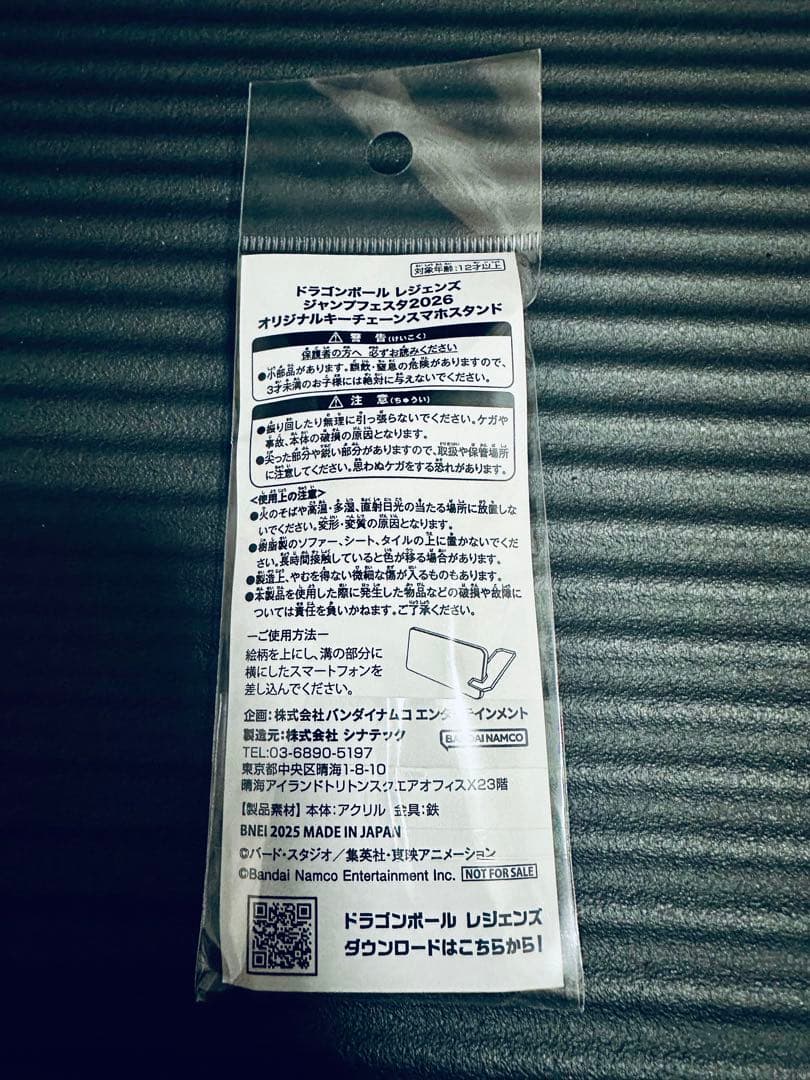 対象年齢:12才以上
ドラゴンボール レジェンズ
ジャンプフェスタ2026
オリジナルキーチェーンスマホスタンド
⚠ 警告(けいこく)
保護者の方へ 必ずお読みください
●小部品があります。誤飲・窒息の危険がありますので、
3才未満のお子様には絶対に与えないでください。
⚠ 注意(ちゅうい)
●振り回したり無理に引っ張らないでください。ケガや
事故、本体の破損の原因となります。
●尖った部分や鋭い部分がありますので、取扱や保管場所
に注意してください。思わぬケガをする恐れがあります。
<使用上の注意>
●火のそばや高温・多湿、直射日光の当たる場所に放置しな
いでください。変形・変質の原因となります。
●樹脂製のソファー、シート、タイルの上に置かないでくだ
さい。長時間接触していると色が移る場合があります。
●製造上、やむを得ない微細な傷が入るものもあります。
●本製品を使用した際に発生した物品などの破損や故障に
ついては責任を負いかねます。ご了承ください。
ーご使用方法ー
絵柄を上にし、溝の部分に
横にしたスマートフォンを
差し込んでください。
企画:株式会社バンダイナムコ エンターテインメント
製造元:株式会社 シナテック
BANDAI NAMCO
TEL:03-6890-5197
東京都中央区晴海1-8-10
晴海アイランドトリトンスクエアオフィスX23階
【製品素材】本体:アクリル 金具:鉄
BNEI 2025 MADE IN JAPAN
©バード・スタジオ/集英社・東映アニメーション
©Bandai Namco Entertainment Inc. NOT FOR SALE
ドラゴンボール レジェンズ
ダウンロードはこちらから!